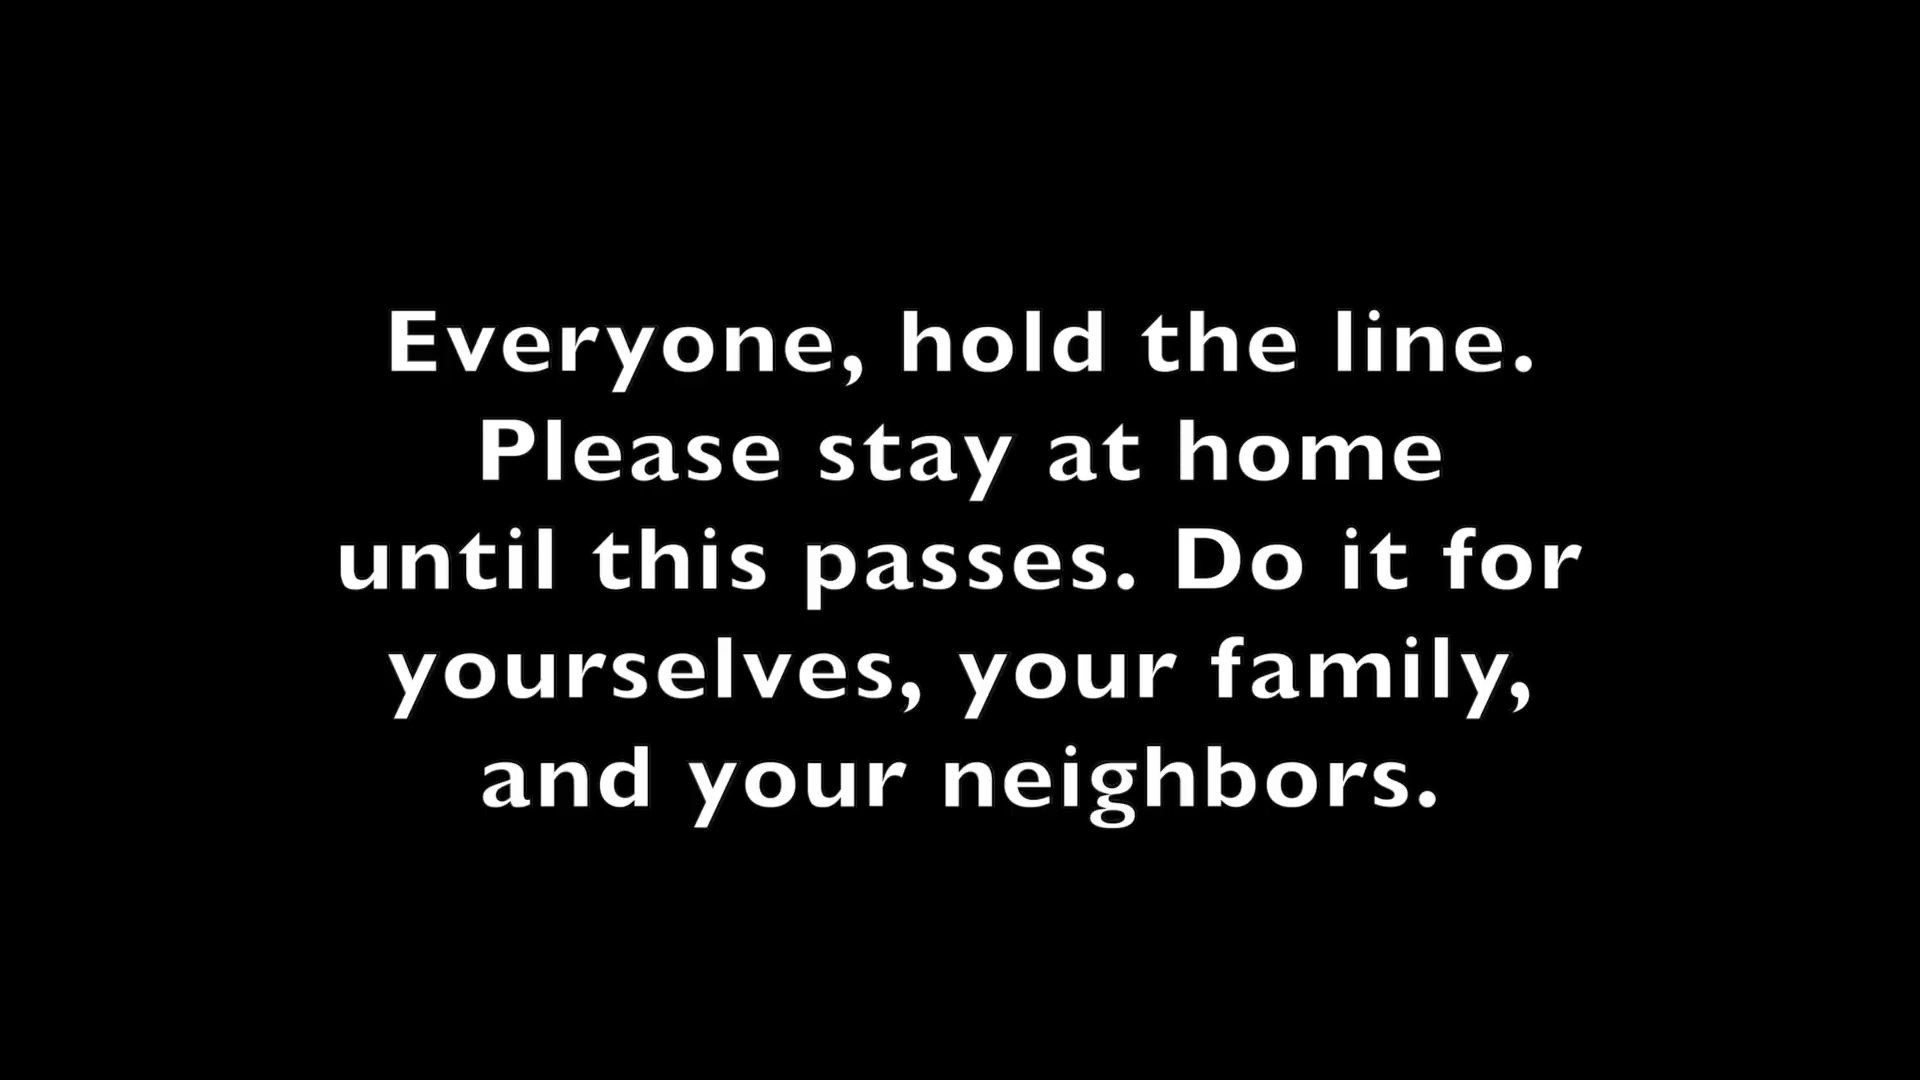 Everyone, hold the line.
Please stay at home
until this passes. Do it for
yourselves, your family,
and your neighbors.